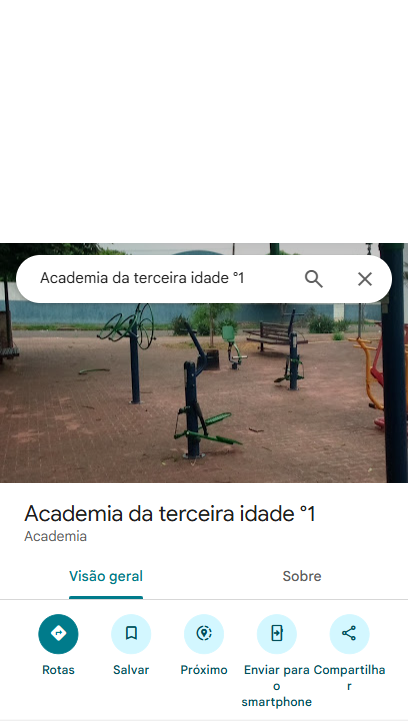 Academia da terceira idade °1
Academia da terceira idade °1
Academia
Visão geral
Sobre
Rotas
Salvar
Próximo
Enviar para
o
smartphone
Compartilha
r